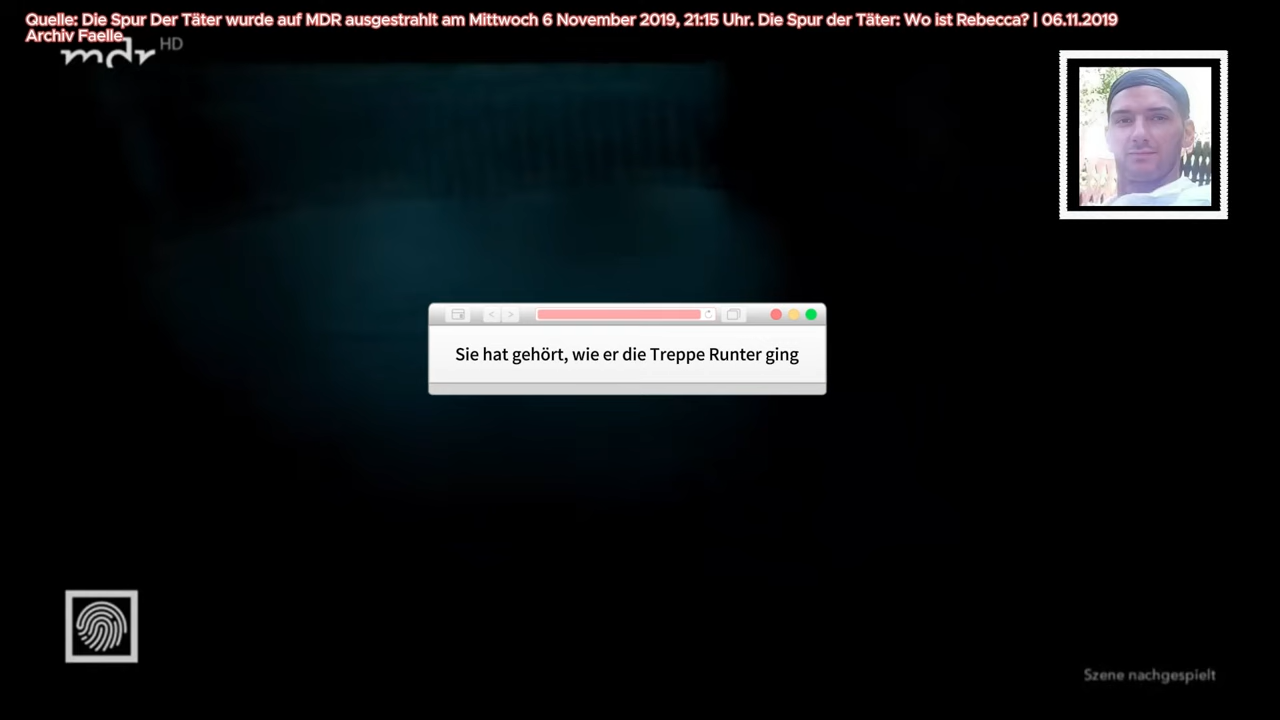 Quelle: Die Spur Der Täter wurde auf MDR ausgestrahlt am Mittwoch 6 November 2019, 21:15 Uhr. Die Spur der Täter: Wo ist Rebecca? | 06.11.2019
Archiv Faelle.
mdr HD
Sie hat gehört, wie er die Treppe Runter ging
Szene nachgespielt